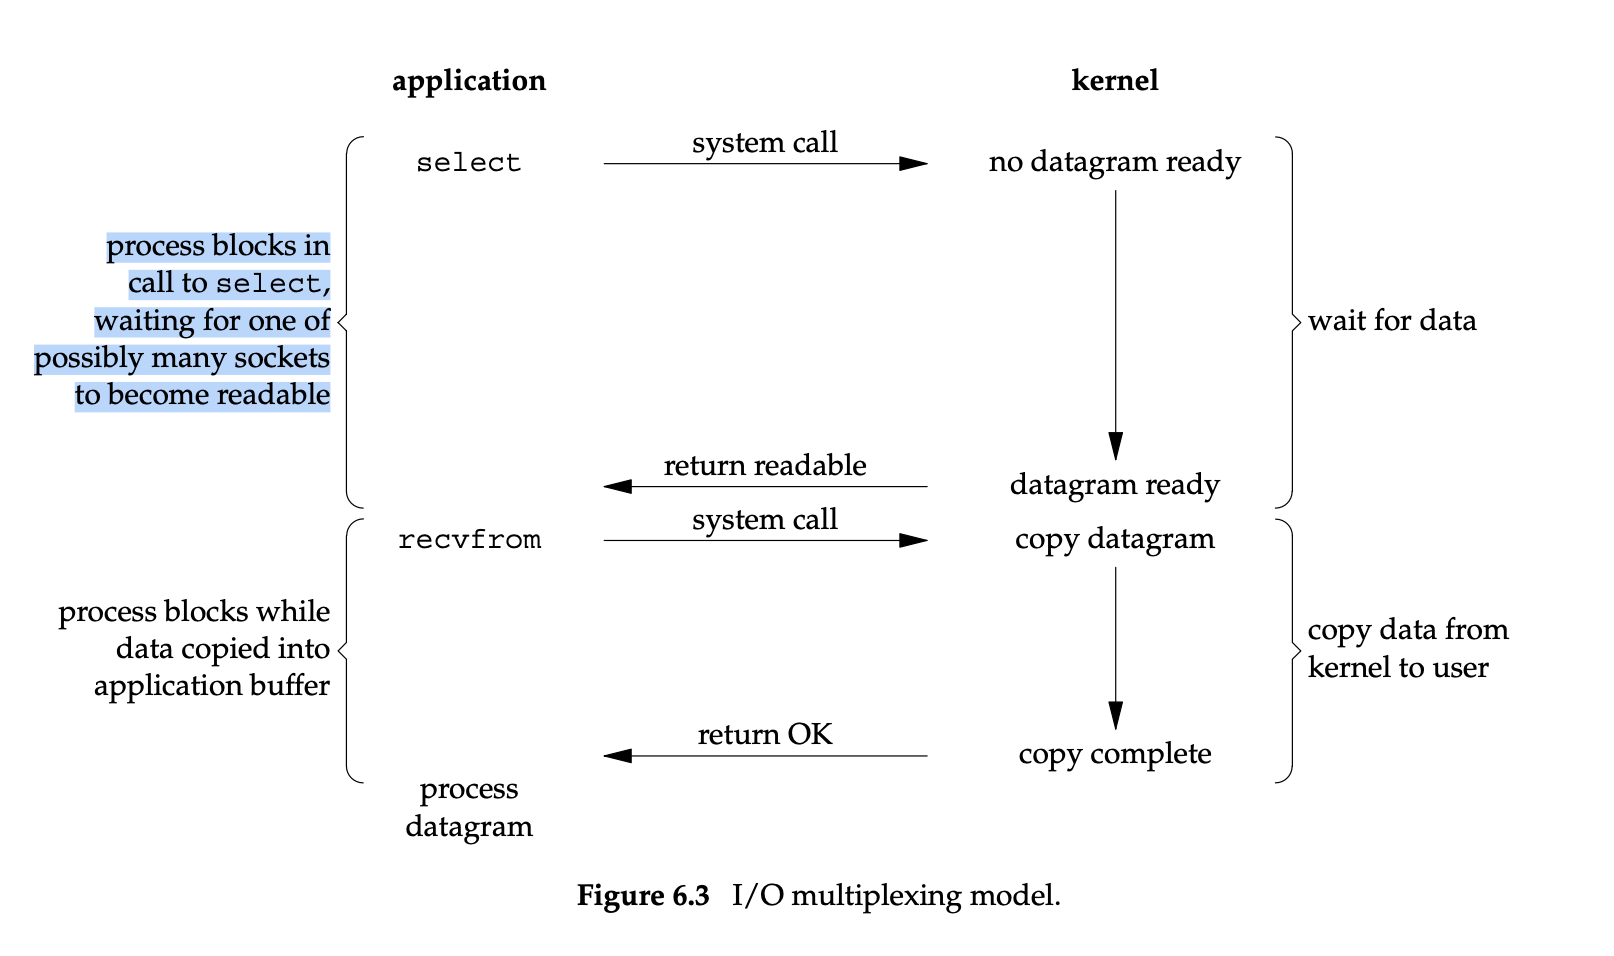 application
kernel
select
system call
no datagram ready
process blocks in
call to select,
waiting for one of
possibly many sockets
to become readable
wait for data
return readable
datagram ready
recvfrom
system call
copy datagram
process blocks while
data copied into
application buffer
copy data from
kernel to user
return OK
copy complete
process
datagram
Figure 6.3 I/O multiplexing model.